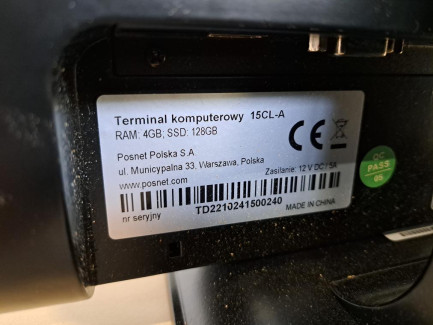 Terminal komputerowy 15CL-A
RAM: 4GB; SSD: 128GB
Posnet Polska S.A
ul. Municypalna 33, Warszawa, Polska
www.posnet.com
Zasilanie: 12 V DC / 5A
CE
nr seryjny
TD2210241500240
MADE IN CHINA
QC
PASS